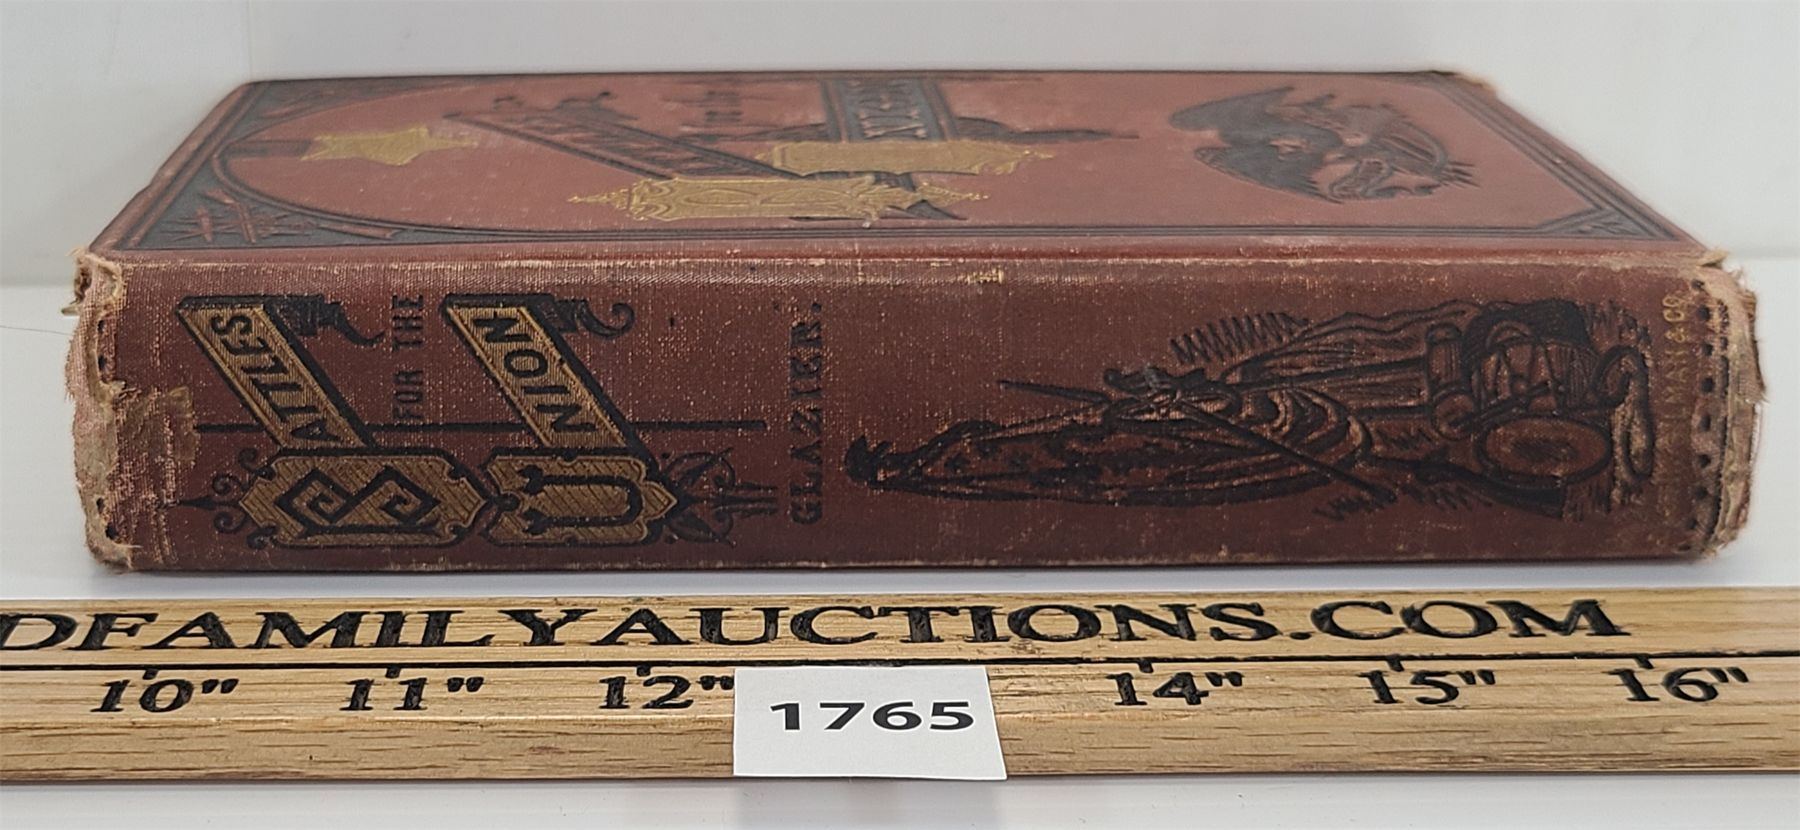 BATTLES
FOR THE
UNION
GLAZIER.
DFAMILYAUCTIONS.COM
10" 11" 12" 14" 15" 16"
1765